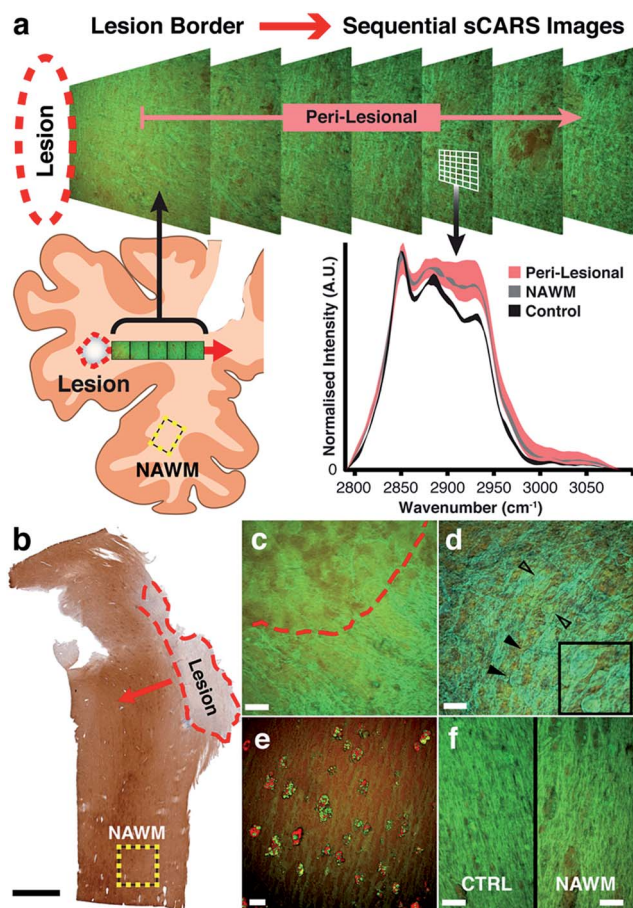 a
Lesion Border
Sequential sCARS Images
Lesion
Peri-Lesional
Lesion
NAWM
Normalised Intensity (A.U.)
0
Peri-Lesional
NAWM
Control
2800 2850 2900 2950 3000 3050
Wavenumber (cm⁻¹)
b
Lesion
NAWM
c
d
e
f
CTRL
NAWM